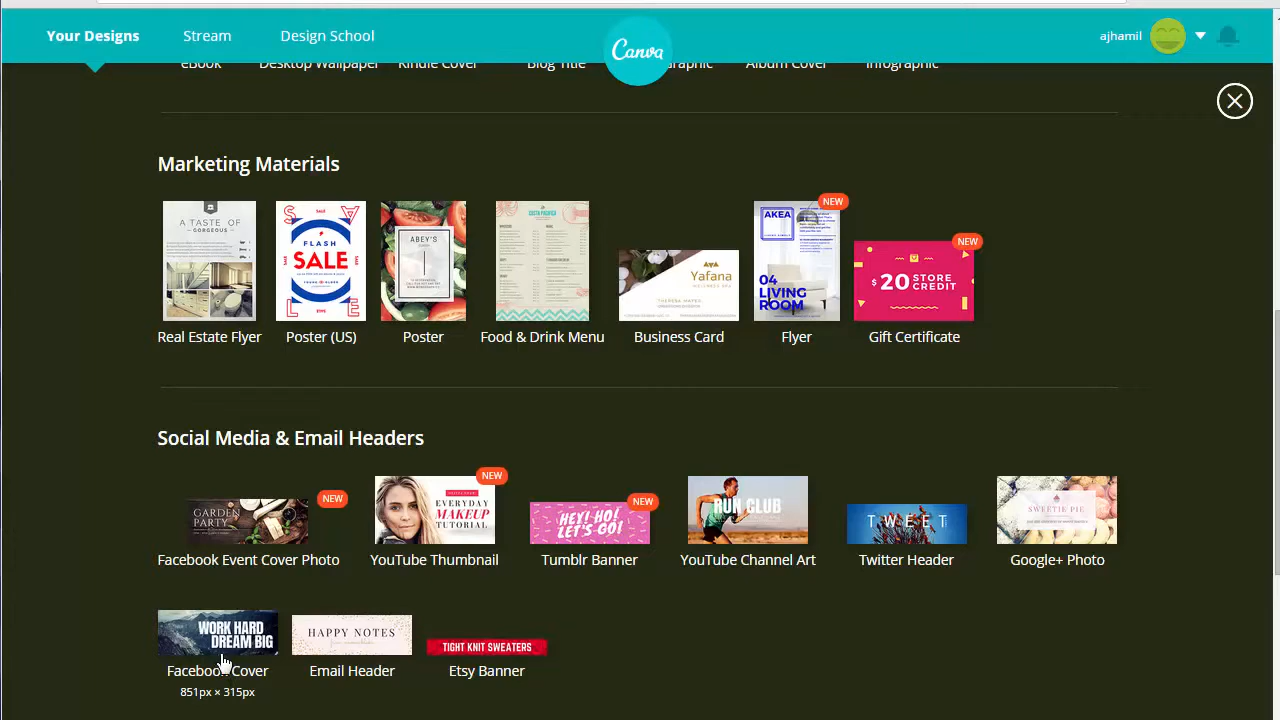 Your Designs Stream Design School Canva ajhamil
eBook Desktop Wallpaper Kindle Cover Blog Title Album Cover Infographic
Marketing Materials
NEW
NEW
A TASTE OF
GORGEOUS
SALE
FLASH
SALE
ABEY'S
COSTA PACIFICA
Yafana
AKEA
04
LIVING
ROOM
$20 STORE
CREDIT
Real Estate Flyer Poster (US) Poster Food & Drink Menu Business Card Flyer Gift Certificate
Social Media & Email Headers
NEW
NEW
NEW
GARDEN
PARTY
EVERYDAY
MAKEUP
TUTORIAL
HEY! HO!
LET'S GO!
RUN CLUB
TWEET
SWEETIE PIE
Facebook Event Cover Photo YouTube Thumbnail Tumblr Banner YouTube Channel Art Twitter Header Google+ Photo
WORK HARD
DREAM BIG
HAPPY NOTES
TIGHT KNIT SWEATERS
Facebook Cover Email Header Etsy Banner
851px × 315px